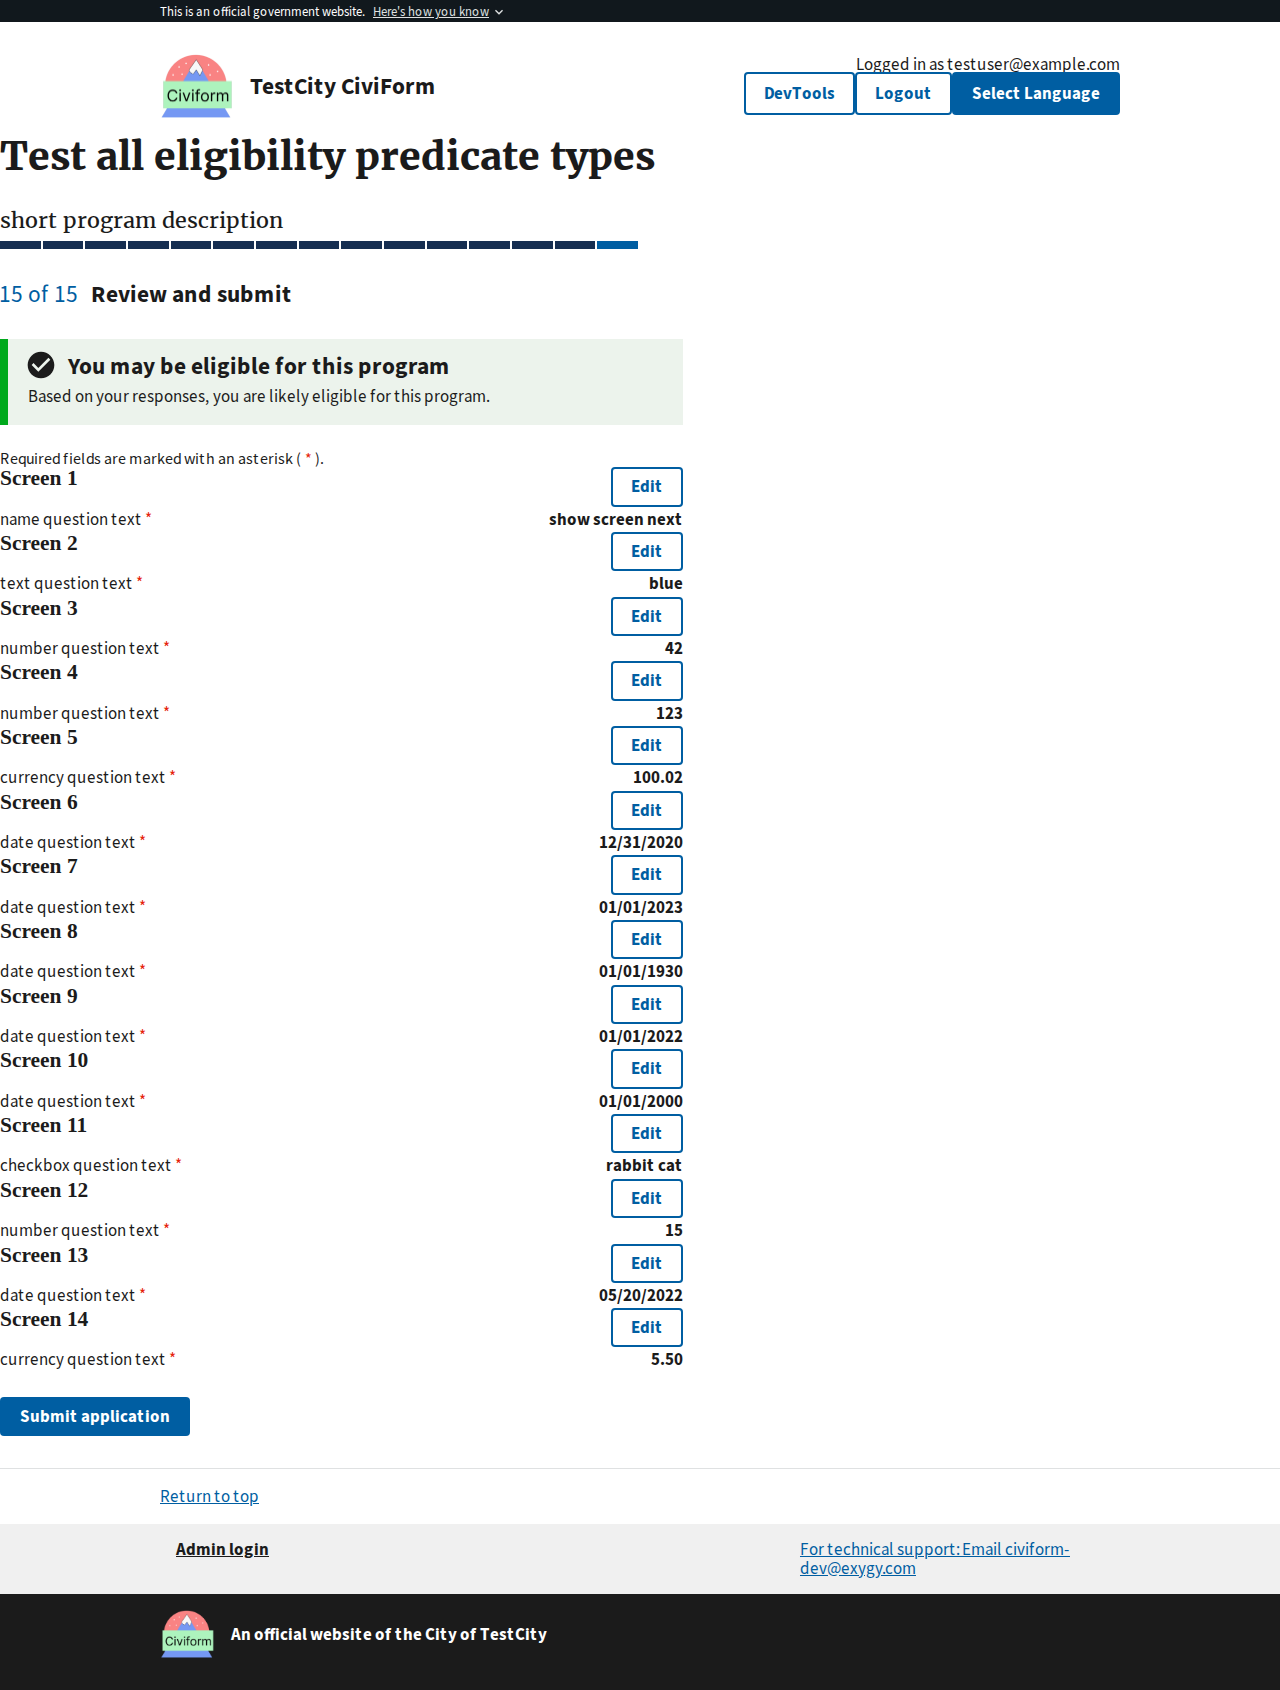 This is an official government website. Here's how you know
Logged in as testuser@example.com
Civiform
TestCity CiviForm
DevTools
Logout
Select Language
Test all eligibility predicate types
short program description
15 of 15 Review and submit
You may be eligible for this program
Based on your responses, you are likely eligible for this program.
Required fields are marked with an asterisk ( * ).
Screen 1
Edit
name question text *
show screen next
Screen 2
Edit
text question text *
blue
Screen 3
Edit
number question text *
42
Screen 4
Edit
number question text *
123
Screen 5
Edit
currency question text *
100.02
Screen 6
Edit
date question text *
12/31/2020
Screen 7
Edit
date question text *
01/01/2023
Screen 8
Edit
date question text *
01/01/1930
Screen 9
Edit
date question text *
01/01/2022
Screen 10
Edit
date question text *
01/01/2000
Screen 11
Edit
checkbox question text *
rabbit cat
Screen 12
Edit
number question text *
15
Screen 13
Edit
date question text *
05/20/2022
Screen 14
Edit
currency question text *
5.50
Submit application
Return to top
Admin login
For technical support: Email civiform-
dev@exygy.com
Civiform
An official website of the City of TestCity